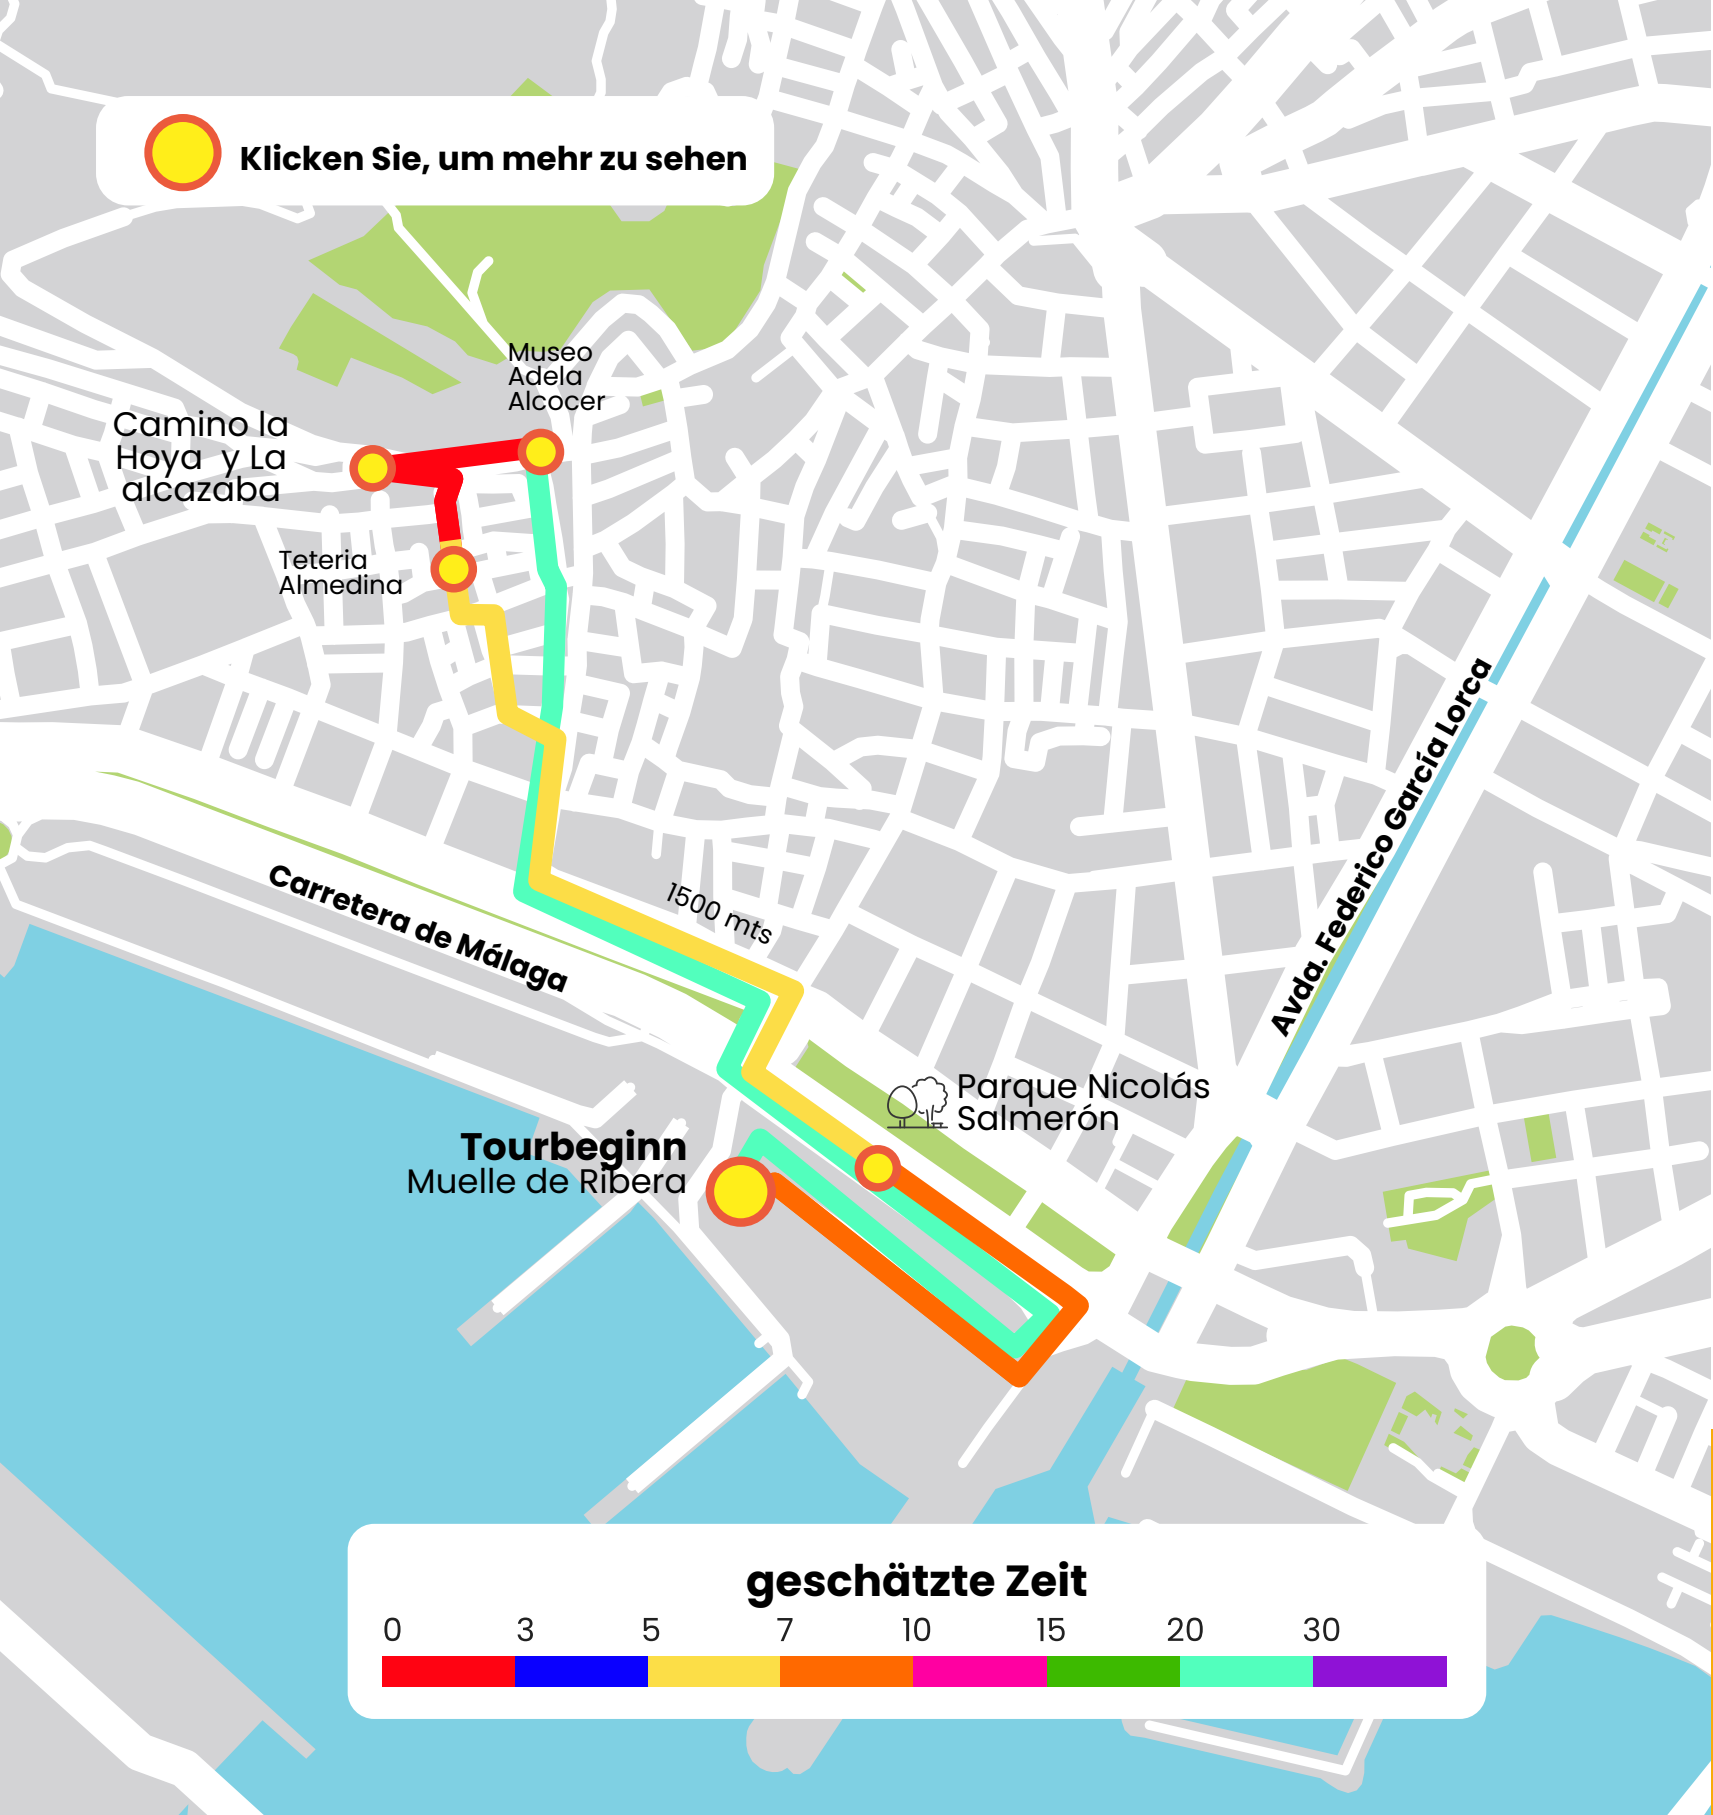 Klicken Sie, um mehr zu sehen
Museo
Adela
Alcocer
Camino la
Hoya y La
alcazaba
Teteria
Almedina
1500 mts
Carretera de Málaga
Avda. Federico García Lorca
Parque Nicolás
Salmerón
Tourbeginn
Muelle de Ribera
geschätzte Zeit
0 3 5 7 10 15 20 30